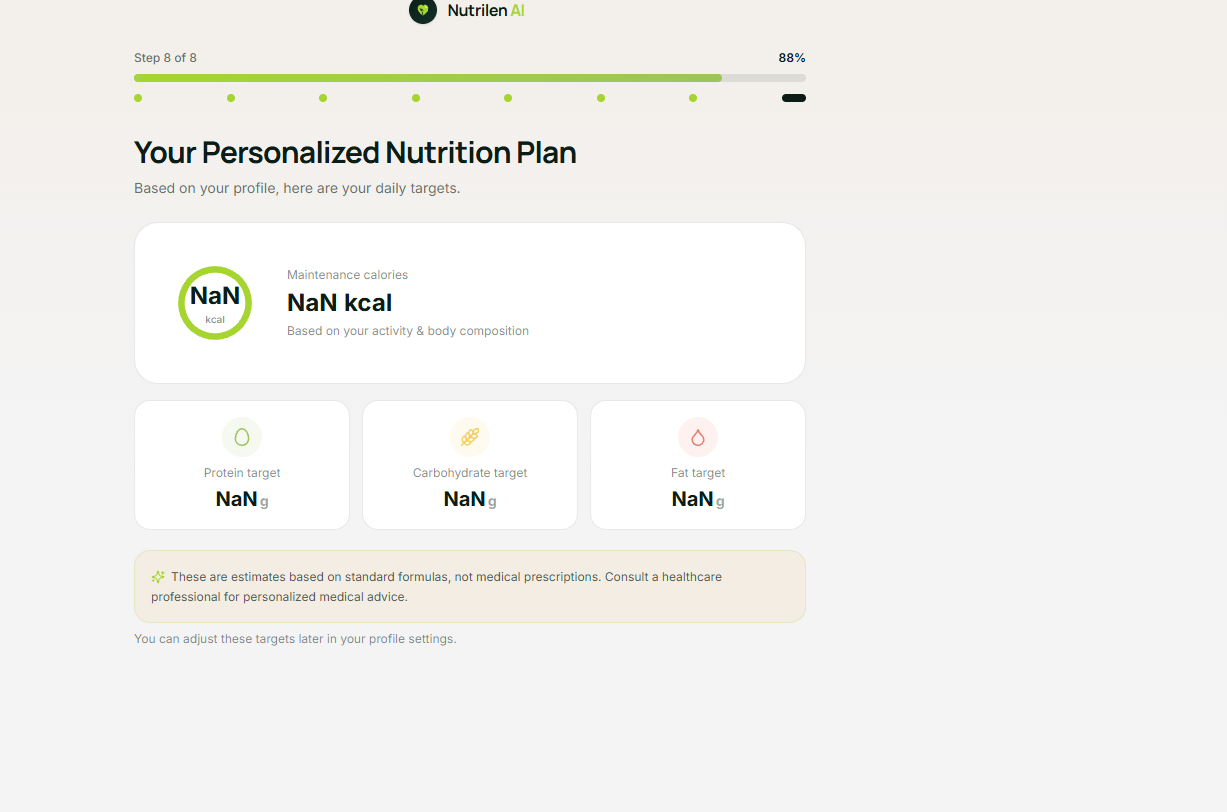 Nutrilen AI
Step 8 of 8
88%
Your Personalized Nutrition Plan
Based on your profile, here are your daily targets.
NaN
kcal
Maintenance calories
NaN kcal
Based on your activity & body composition
Protein target
NaN g
Carbohydrate target
NaN g
Fat target
NaN g
These are estimates based on standard formulas, not medical prescriptions. Consult a healthcare
professional for personalized medical advice.
You can adjust these targets later in your profile settings.